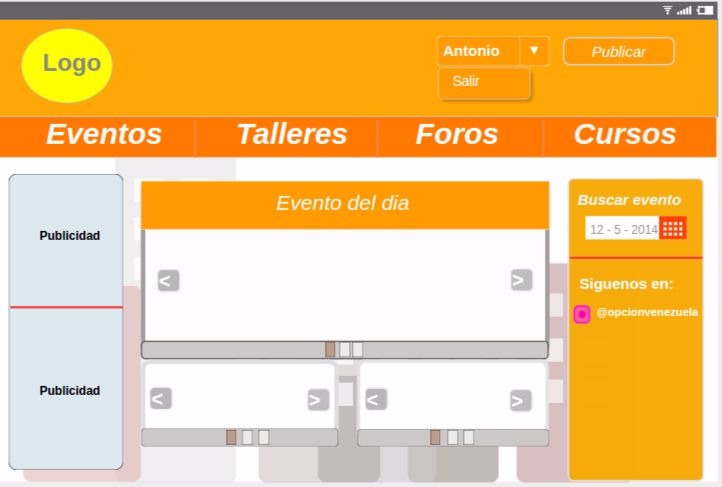 Logo
Antonio
Publicar
Salir
Eventos Talleres Foros Cursos
Publicidad
Publicidad
Evento del dia
< >
< >
< >
Buscar evento
12 - 5 - 2014
Siguenos en:
@opcionvenezuela